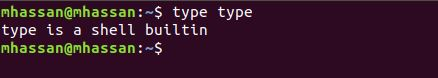 mhassan@mhassan:~$ type type
type is a shell builtin
mhassan@mhassan:~$